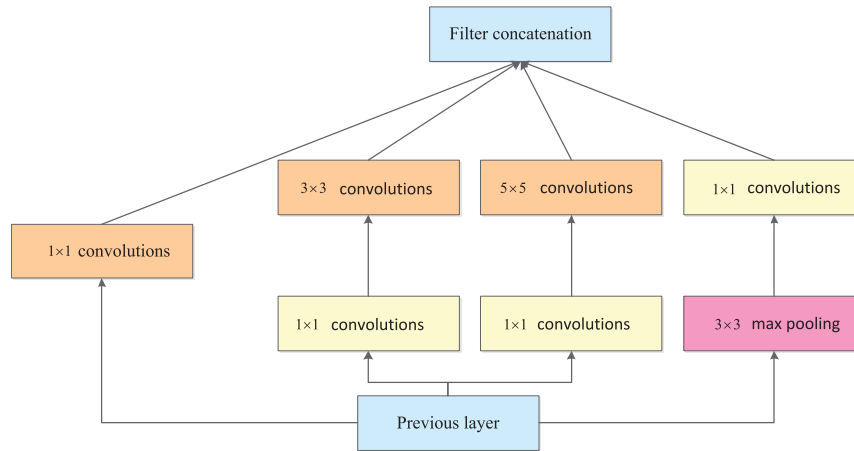 Filter concatenation
3×3 convolutions
5×5 convolutions
1×1 convolutions
1×1 convolutions
1×1 convolutions
1×1 convolutions
3×3 max pooling
Previous layer